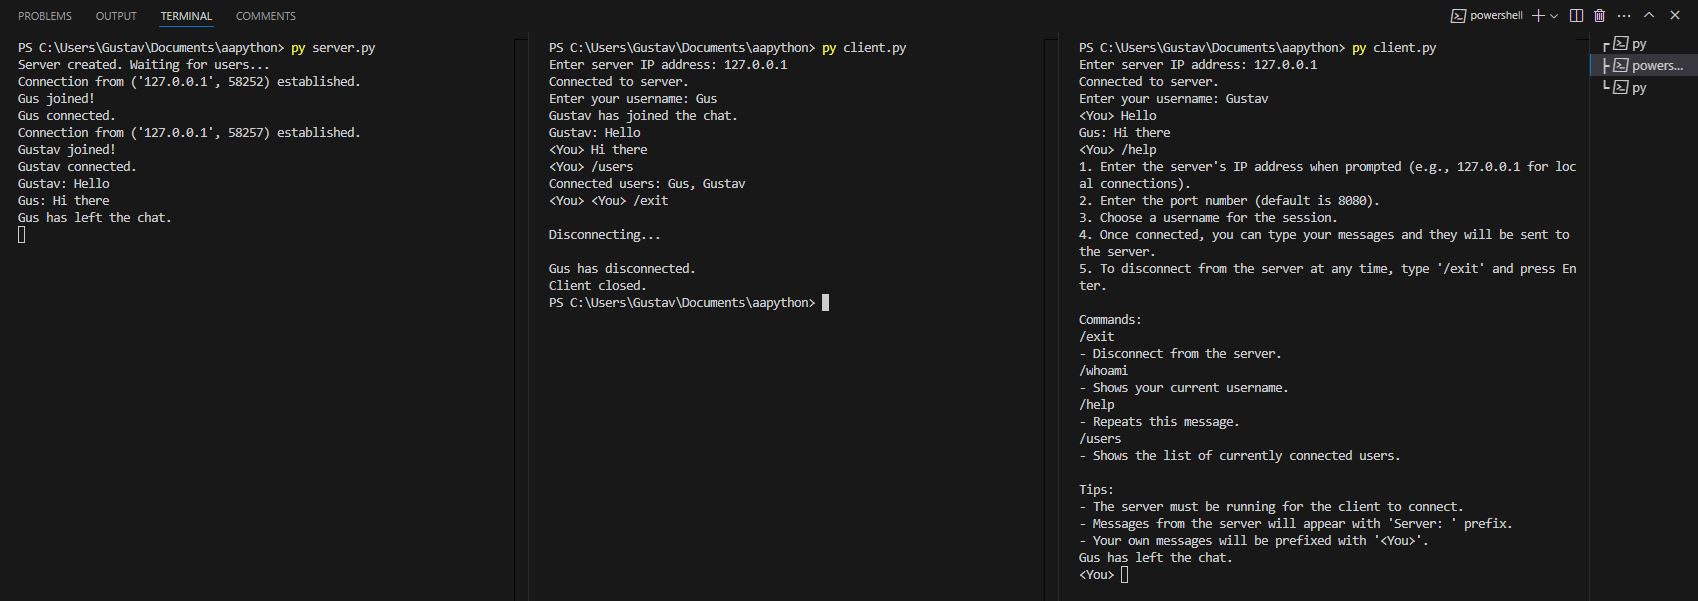 PROBLEMS OUTPUT TERMINAL COMMENTS
powershell
PS C:\Users\Gustav\Documents\aapython> py server.py
Server created. Waiting for users...
Connection from ('127.0.0.1', 58252) established.
Gus joined!
Gus connected.
Connection from ('127.0.0.1', 58257) established.
Gustav joined!
Gustav connected.
Gustav: Hello
Gus: Hi there
Gus has left the chat.
PS C:\Users\Gustav\Documents\aapython> py client.py
Enter server IP address: 127.0.0.1
Connected to server.
Enter your username: Gus
Gustav has joined the chat.
Gustav: Hello
<You> Hi there
<You> /users
Connected users: Gus, Gustav
<You> <You> /exit
Disconnecting...
Gus has disconnected.
Client closed.
PS C:\Users\Gustav\Documents\aapython>
PS C:\Users\Gustav\Documents\aapython> py client.py
Enter server IP address: 127.0.0.1
Connected to server.
Enter your username: Gustav
<You> Hello
Gus: Hi there
<You> /help
1. Enter the server's IP address when prompted (e.g., 127.0.0.1 for loc
al connections).
2. Enter the port number (default is 8080).
3. Choose a username for the session.
4. Once connected, you can type your messages and they will be sent to
the server.
5. To disconnect from the server at any time, type '/exit' and press En
ter.
Commands:
/exit
- Disconnect from the server.
/whoami
- Shows your current username.
/help
- Repeats this message.
/users
- Shows the list of currently connected users.
Tips:
- The server must be running for the client to connect.
- Messages from the server will appear with 'Server: ' prefix.
- Your own messages will be prefixed with '<You>'.
Gus has left the chat.
<You>
py
powers...
py